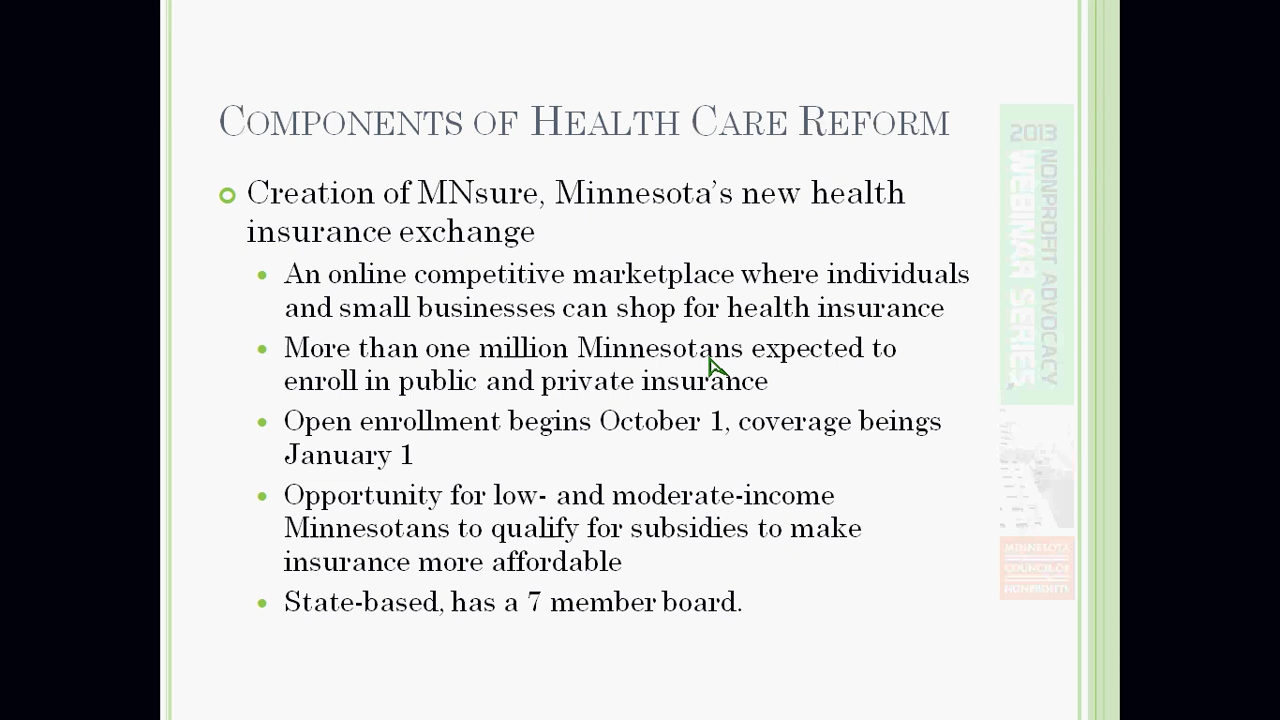 COMPONENTS OF HEALTH CARE REFORM
Creation of MNsure, Minnesota's new health
insurance exchange
An online competitive marketplace where individuals
and small businesses can shop for health insurance
More than one million Minnesotans expected to
enroll in public and private insurance
Open enrollment begins October 1, coverage beings
January 1
Opportunity for low- and moderate-income
Minnesotans to qualify for subsidies to make
insurance more affordable
State-based, has a 7 member board.
2013 NONPROFIT ADVOCACY
WEBINAR SERIES
MINNESOTA
COUNCIL OF
NONPROFITS